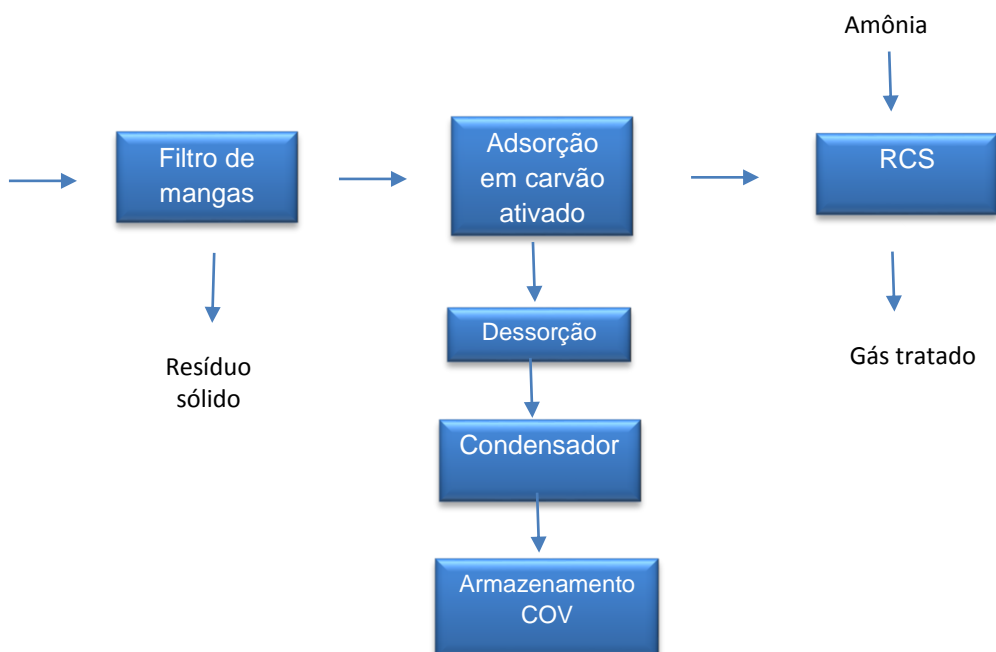 Amônia
Filtro de
mangas
Adsorção
em carvão
ativado
RCS
Dessorção
Resíduo
sólido
Gás tratado
Condensador
Armazenamento
COV